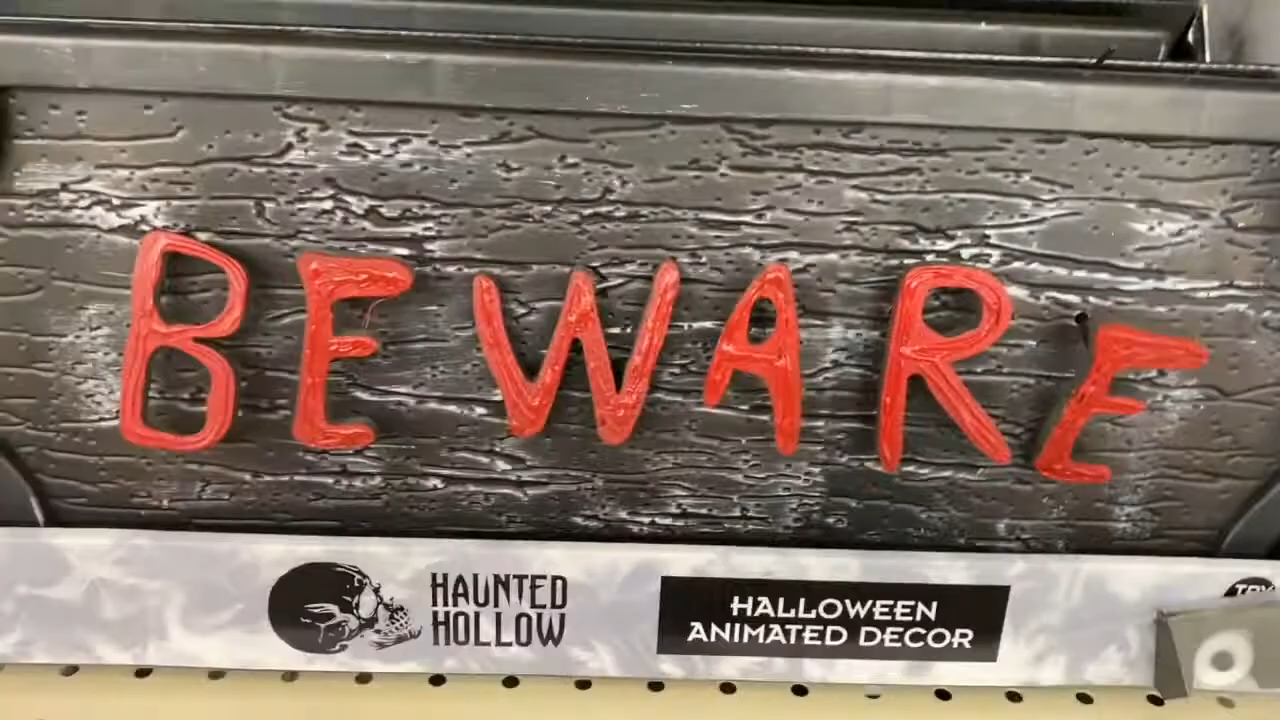 BEWARE
HAUNTED
HOLLOW
HALLOWEEN
ANIMATED DECOR